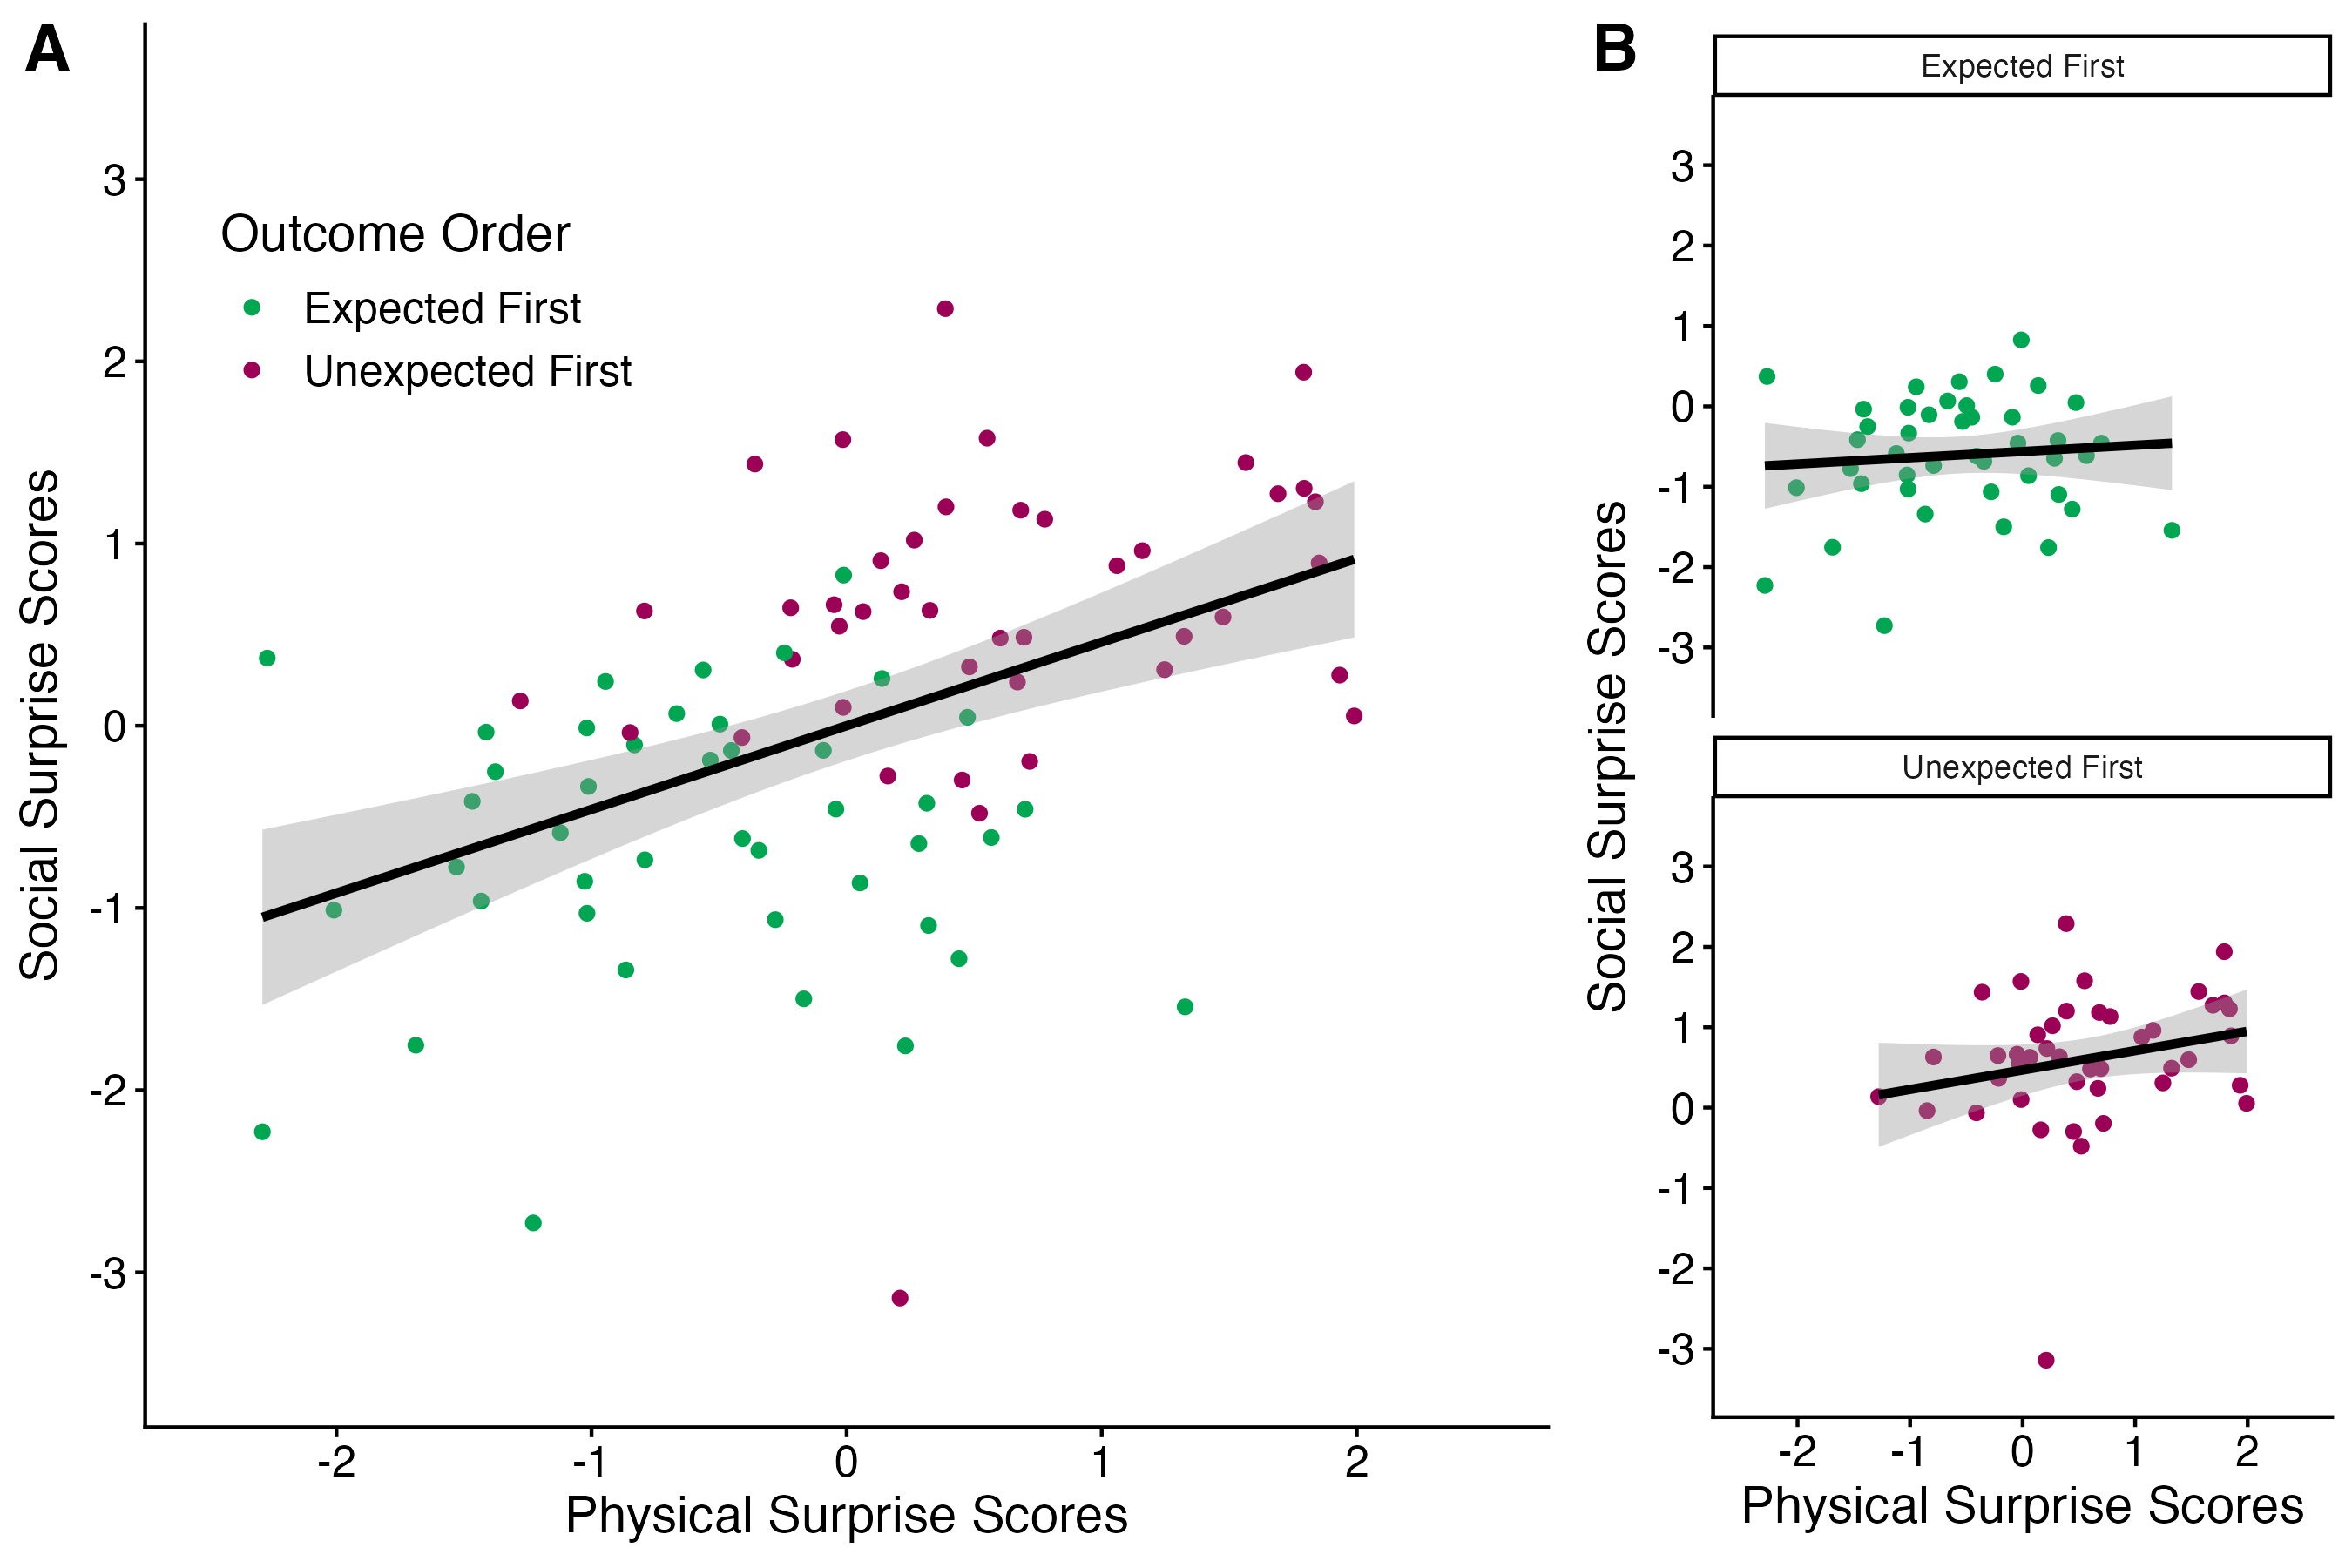 A
3
2
1
0
-1
-2
-3
Social Surprise Scores
Outcome Order
Expected First
Unexpected First
-2 -1 0 1 2
Physical Surprise Scores
B
Expected First
3
2
1
0
-1
-2
-3
Social Surprise Scores
Unexpected First
3
2
1
0
-1
-2
-3
-2 -1 0 1 2
Physical Surprise Scores